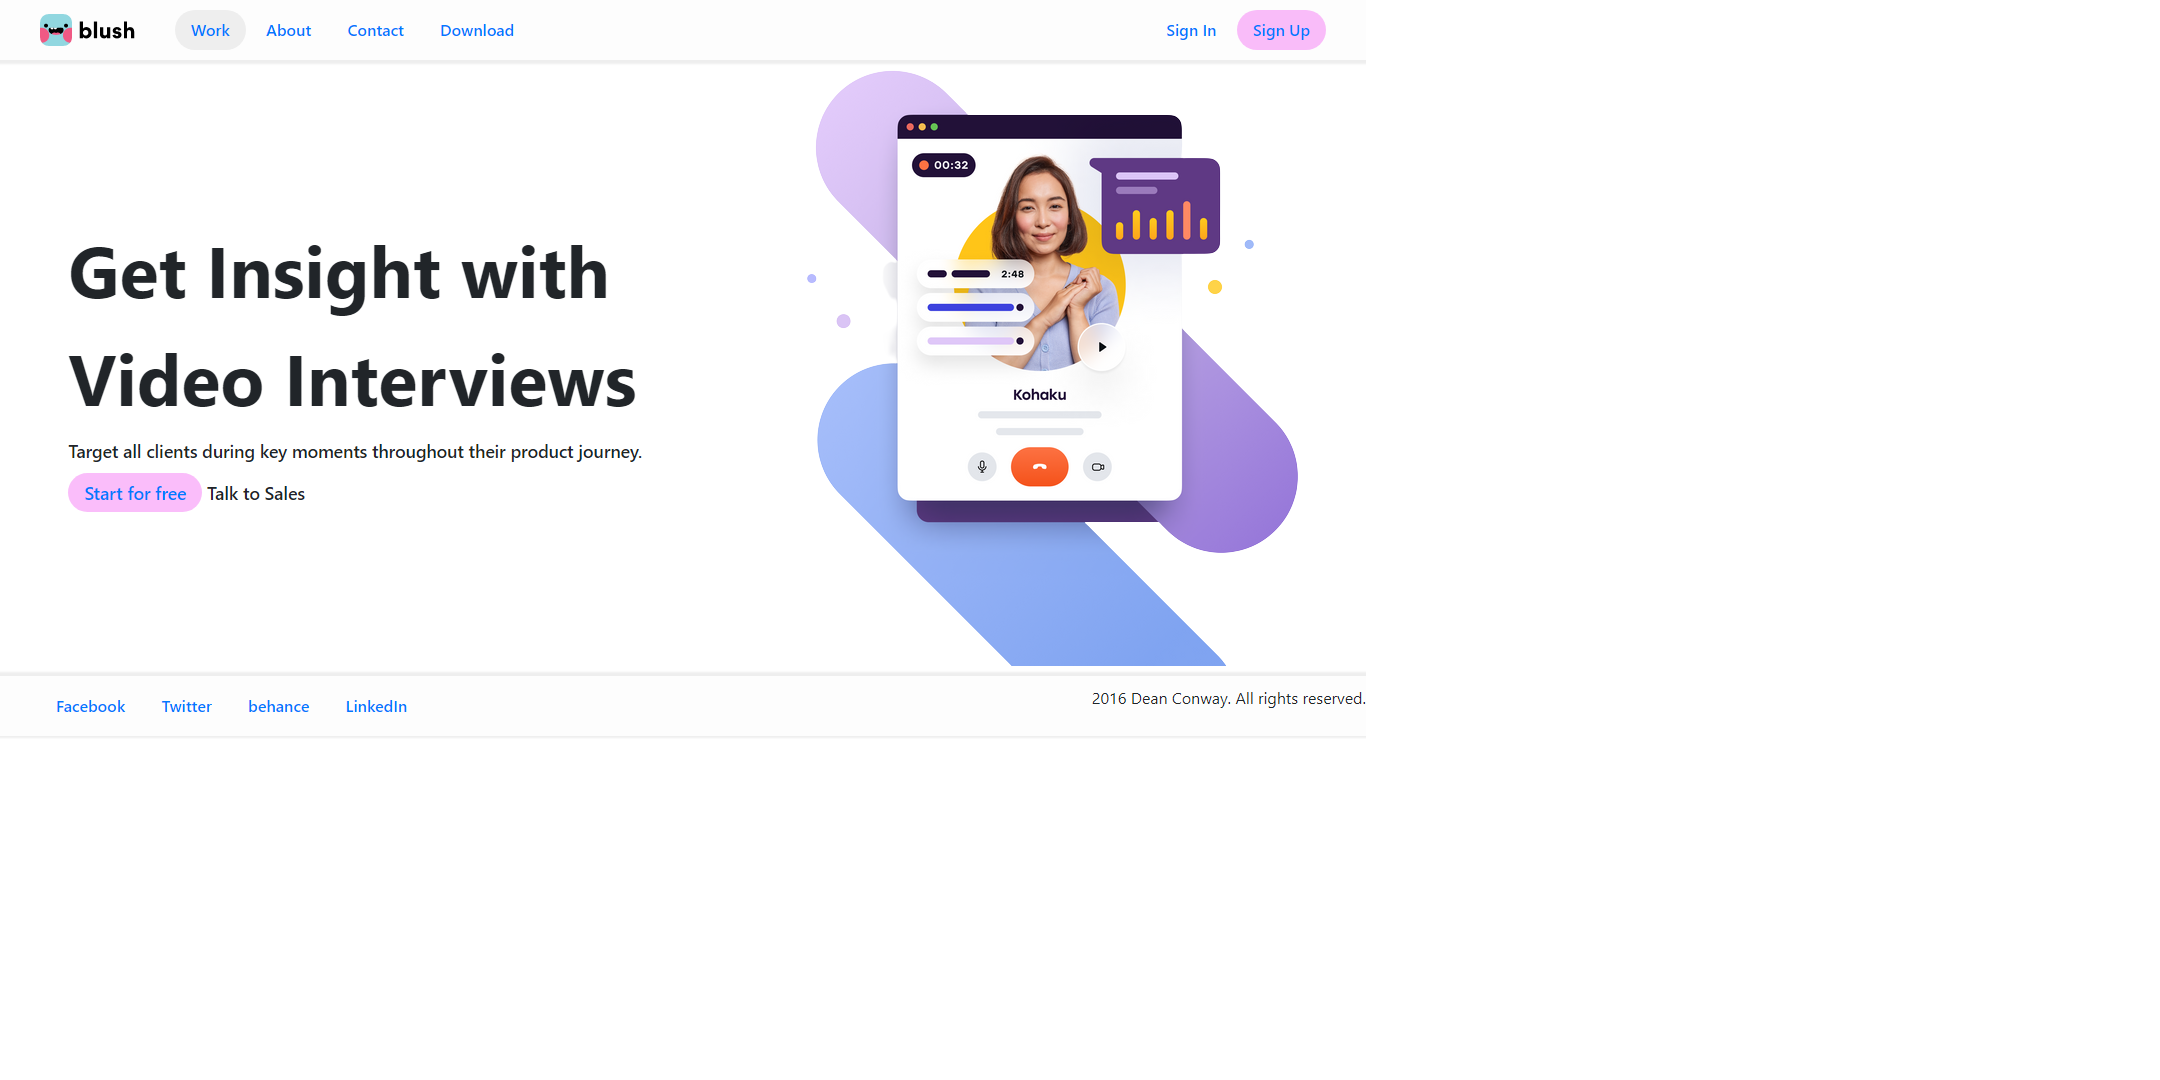 blush
Work
About
Contact
Download
Sign In
Sign Up
Get Insight with
Video Interviews
Target all clients during key moments throughout their product journey.
Start for free
Talk to Sales
00:32
2:48
Kohaku
Facebook
Twitter
behance
LinkedIn
2016 Dean Conway. All rights reserved.